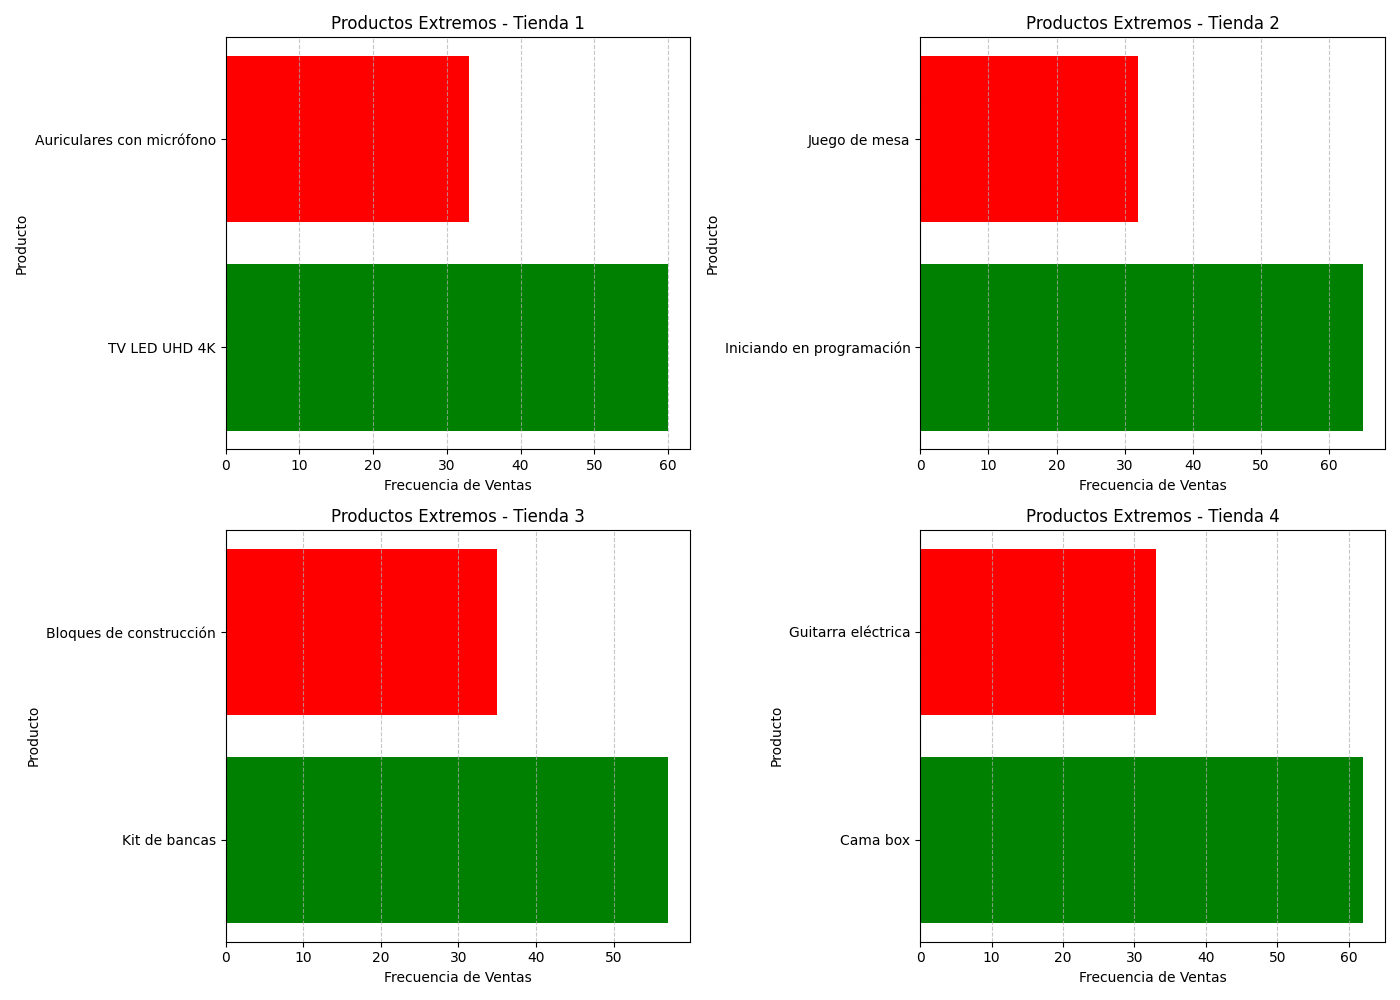 Productos Extremos - Tienda 1
Producto
Auriculares con micrófono
TV LED UHD 4K
0 10 20 30 40 50 60
Frecuencia de Ventas
Productos Extremos - Tienda 2
Producto
Juego de mesa
Iniciando en programación
0 10 20 30 40 50 60
Frecuencia de Ventas
Productos Extremos - Tienda 3
Producto
Bloques de construcción
Kit de bancas
0 10 20 30 40 50
Frecuencia de Ventas
Productos Extremos - Tienda 4
Producto
Guitarra eléctrica
Cama box
0 10 20 30 40 50 60
Frecuencia de Ventas